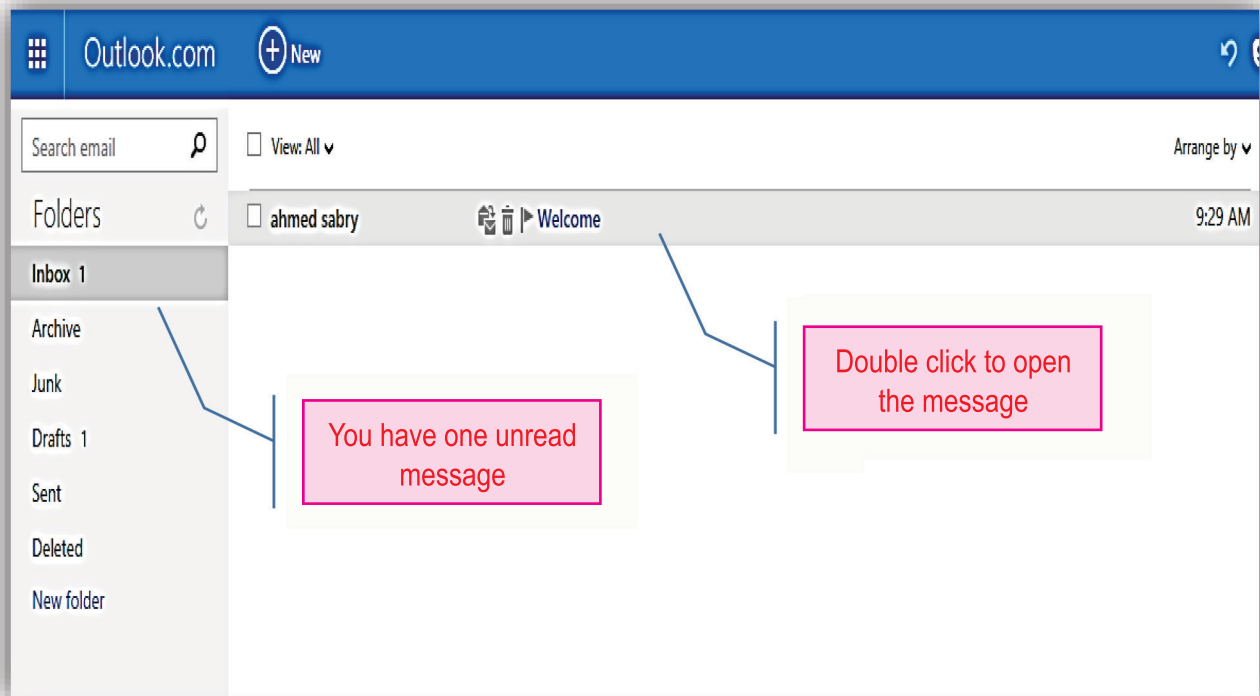 Outlook.com New
Search email View: All Arrange by
Folders ahmed sabry Welcome 9:29 AM
Inbox 1
Archive
Junk
Drafts 1
Sent
Deleted
New folder
You have one unread
message
Double click to open
the message